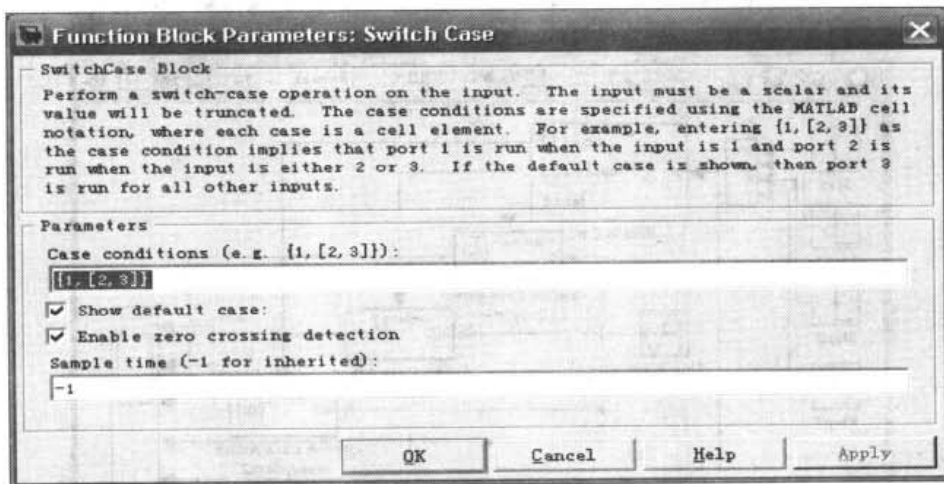 Function Block Parameters: Switch Case
SwitchCase Block
Perform a switch-case operation on the input. The input must be a scalar and its
value will be truncated. The case conditions are specified using the MATLAB cell
notation, where each case is a cell element. For example, entering {1, [2, 3]} as
the case condition implies that port 1 is run when the input is 1 and port 2 is
run when the input is either 2 or 3. If the default case is shown, then port 3
is run for all other inputs.
Parameters
Case conditions (e.g. {1, [2, 3]}):
{1, [2, 3]}
Show default case:
Enable zero crossing detection
Sample time (-1 for inherited):
-1
OK Cancel Help Apply